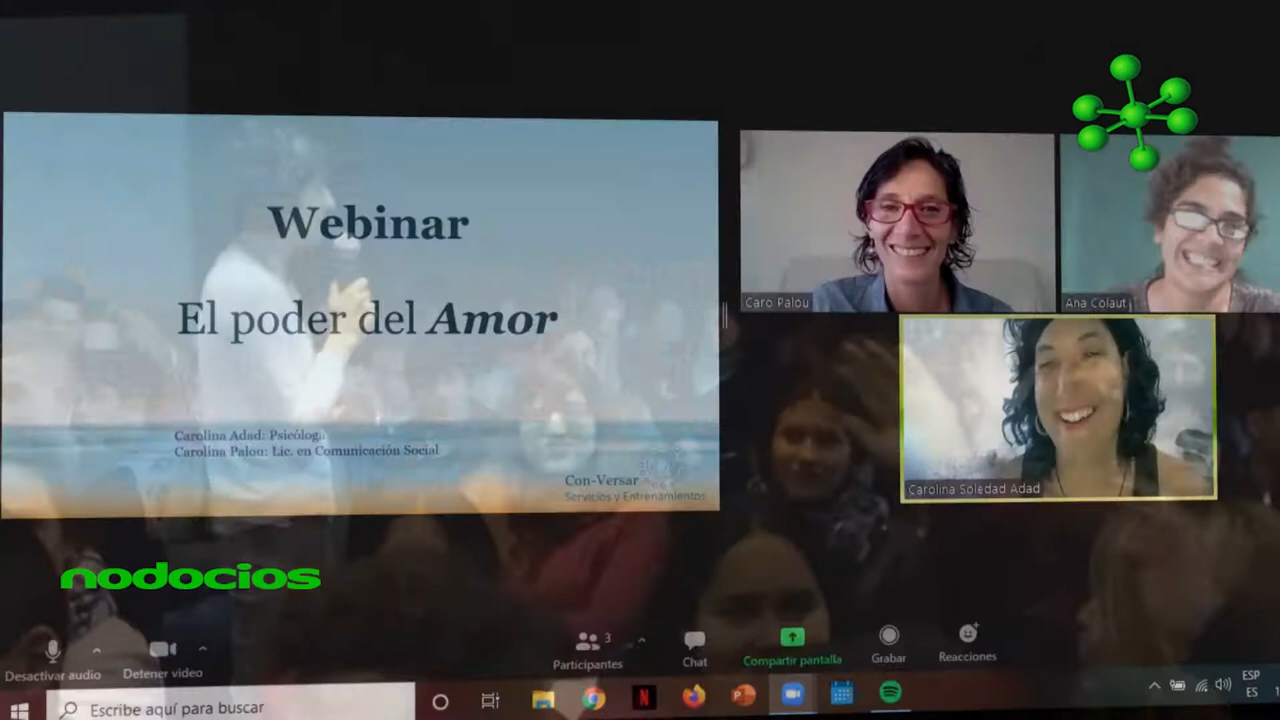 Webinar
El poder del Amor
Carolina Adad: Psicóloga
Carolina Palou: Lic. en Comunicación Social
Con-Versar
Servicios y Entrenamientos
Caro Palou
Ana Colaut
Carolina Soledad Adad
nodocios
Desactivar audio
Detener video
3
Participantes
Chat
Compartir pantalla
Grabar
Reacciones
Escribe aquí para buscar
N
P
ESP
ES